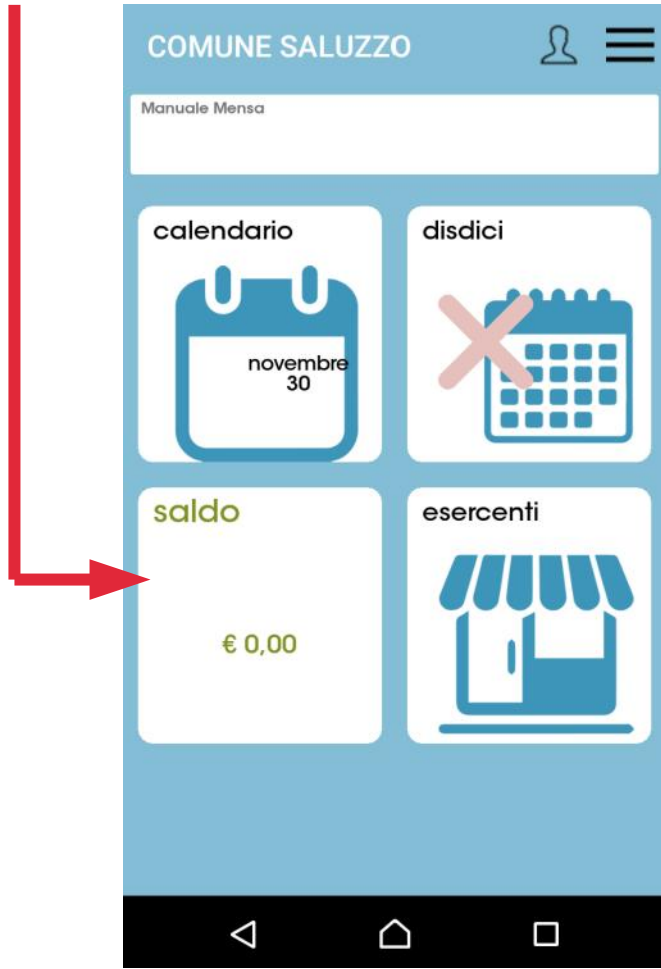 COMUNE SALUZZO
Manuale Mensa
calendario
novembre
30
disdici
saldo
€ 0,00
esercenti